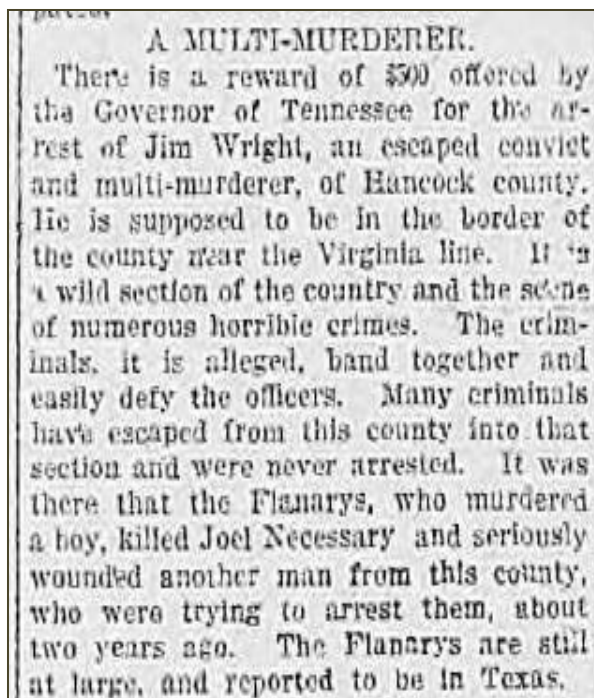 A MULTI-MURDERER.
There is a reward of $500 offered by
the Governor of Tennessee for the ar-
rest of Jim Wright, an escaped convict
and multi-murderer, of Hancock county.
He is supposed to be in the border of
the county near the Virginia line. It is
a wild section of the country and the scene
of numerous horrible crimes. The crim-
inals, it is alleged, band together and
easily defy the officers. Many criminals
have escaped from this county into that
section and were never arrested. It was
there that the Flanarys, who murdered
a boy, killed Joel Necessary and seriously
wounded another man from this county,
who were trying to arrest them, about
two years ago. The Flanarys are still
at large, and reported to be in Texas.